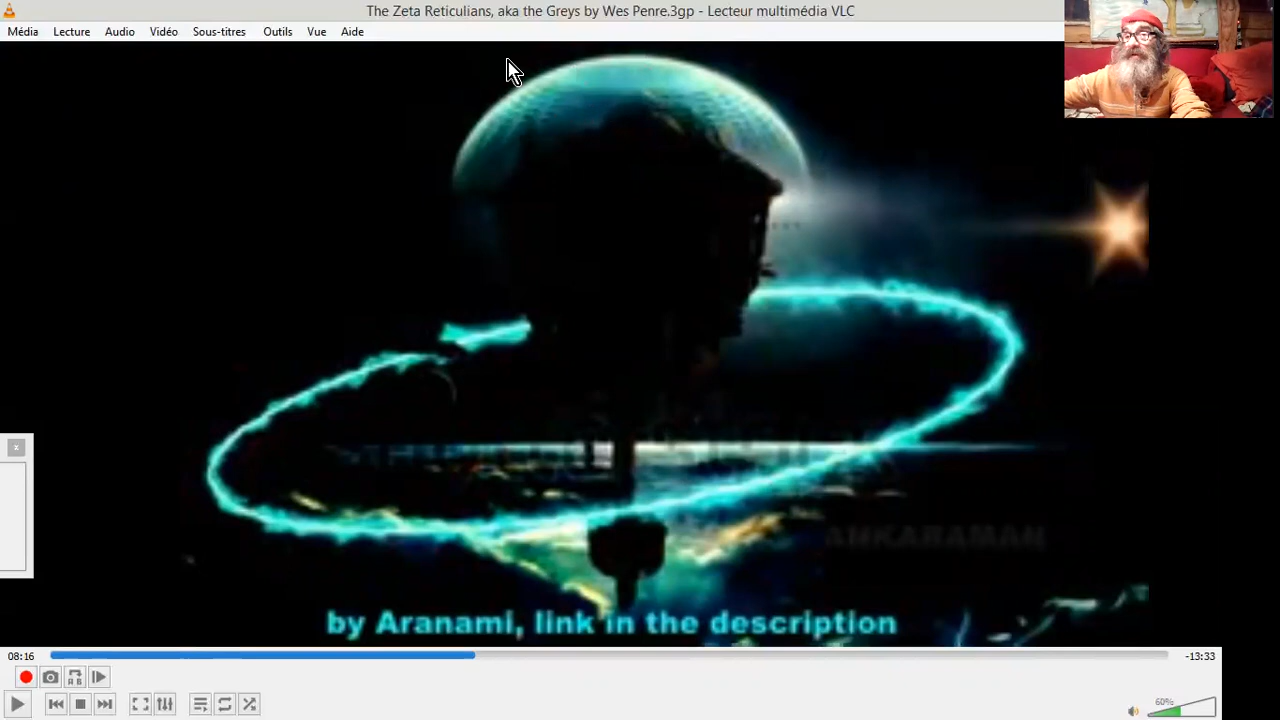 The Zeta Reticulians, aka the Greys by Wes Penre.3gp - Lecteur multimédia VLC
Média Lecture Audio Vidéo Sous-titres Outils Vue Aide
ANKARAMAN
by Aranami, link in the description
08:16
-13:33
60%